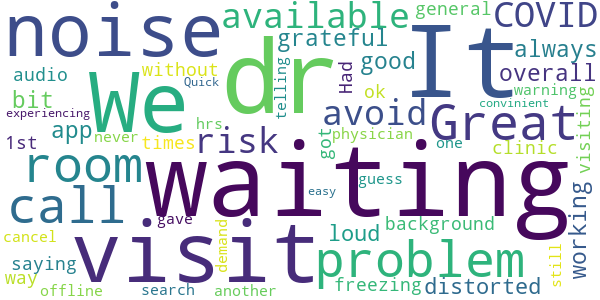 noise
available
general
COVID
grateful
always
audio
without
We
Quick
dr
telling
Had
good
It
overall
bit
ok
warning
experiencing
hrs
avoid
Great
convinient
visiting
1st
app
never
times
risk
got
physician
one
clinic
room
waiting
easy
guess
call
gave
background
working
cancel
visit
demand
loud
problem
still
saying
way
offline
search
another
freezing
distorted